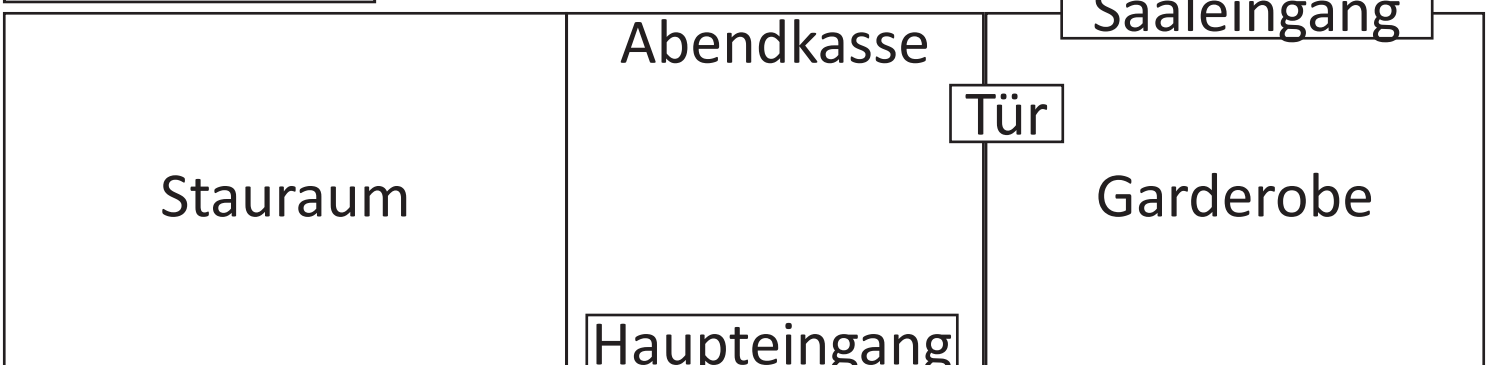 Saaleingang
Abendkasse
Tür
Stauraum
Garderobe
Haupteingang